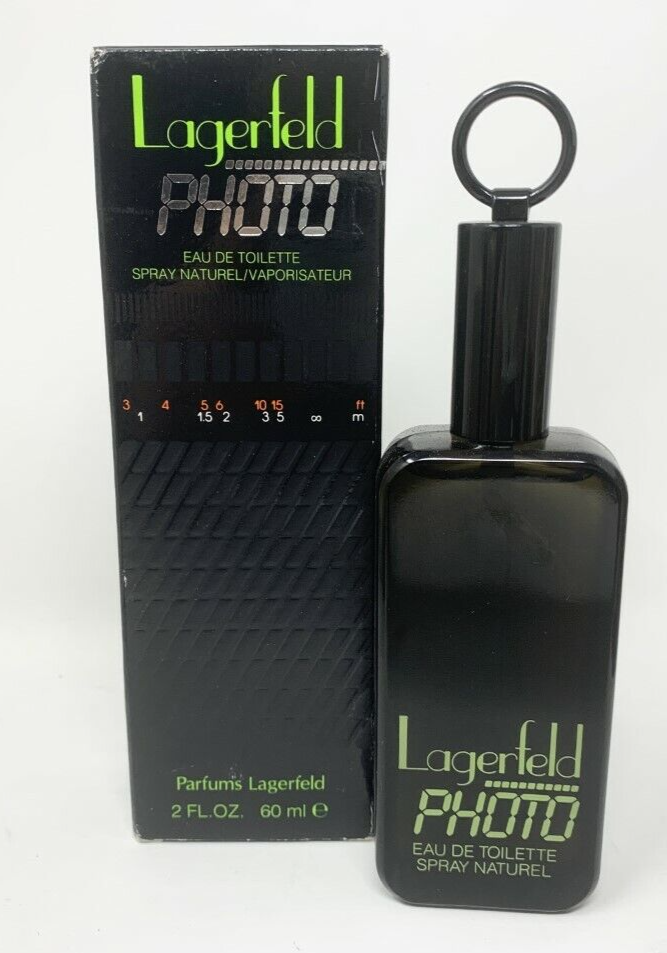 Lagerfeld
PHOTO
EAU DE TOILETTE
SPRAY NATUREL/VAPORISATEUR
3 4 5 6 10 15 ft
1 1.5 2 3 5 ∞ m
Parfums Lagerfeld
2 FL.OZ. 60 ml ℮
Lagerfeld
PHOTO
EAU DE TOILETTE
SPRAY NATUREL